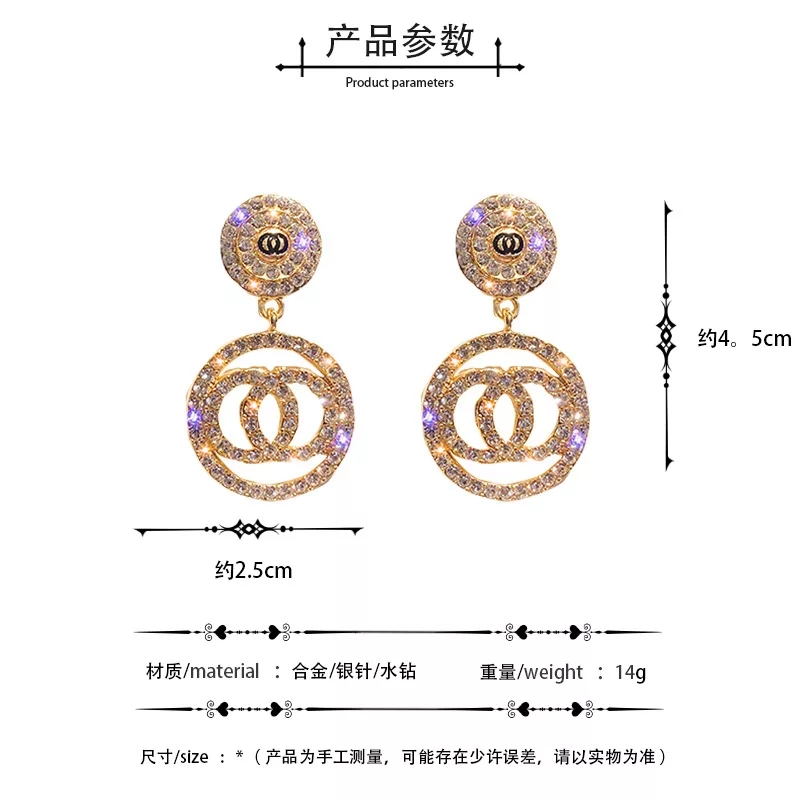 产品参数
Product parameters
约4。5cm
约2.5cm
材质/material ：合金/银针/水钻
重量/weight ：14g
尺寸/size ：*（产品为手工测量，可能存在少许误差，请以实物为准）